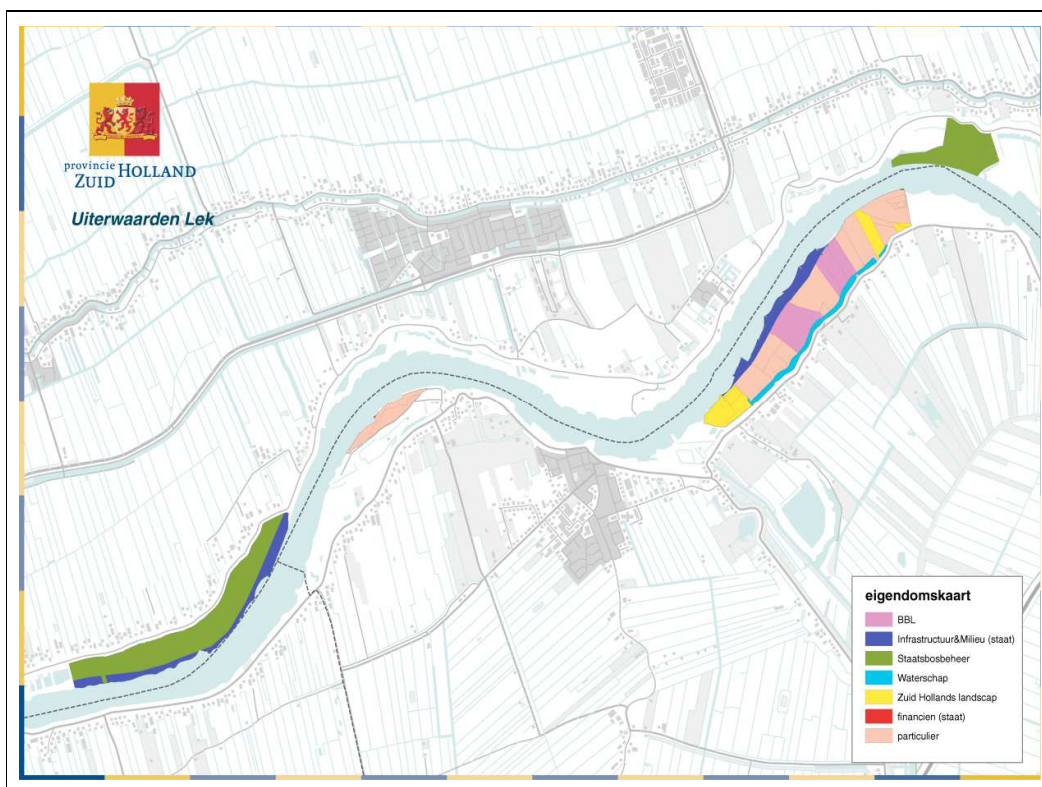 provincie HOLLAND
ZUID
Uiterwaarden Lek
eigendomskaart
BBL
Infrastructuur&Milieu (staat)
Staatsbosbeheer
Waterschap
Zuid Hollands landscap
financien (staat)
particulier